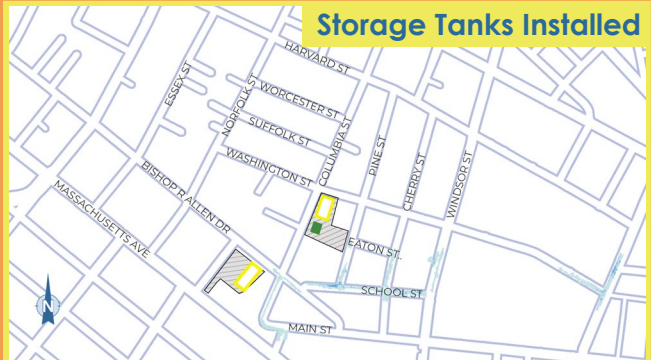 Storage Tanks Installed
HARVARD ST
ESSEX ST
NORFOLK ST
WORCESTER ST
SUFFOLK ST
COLUMBIA ST
WASHINGTON ST
PINE ST
CHERRY ST
WINDSOR ST
BISHOP R ALLEN DR
MASSACHUSETTS AVE
EATON ST
SCHOOL ST
MAIN ST
N